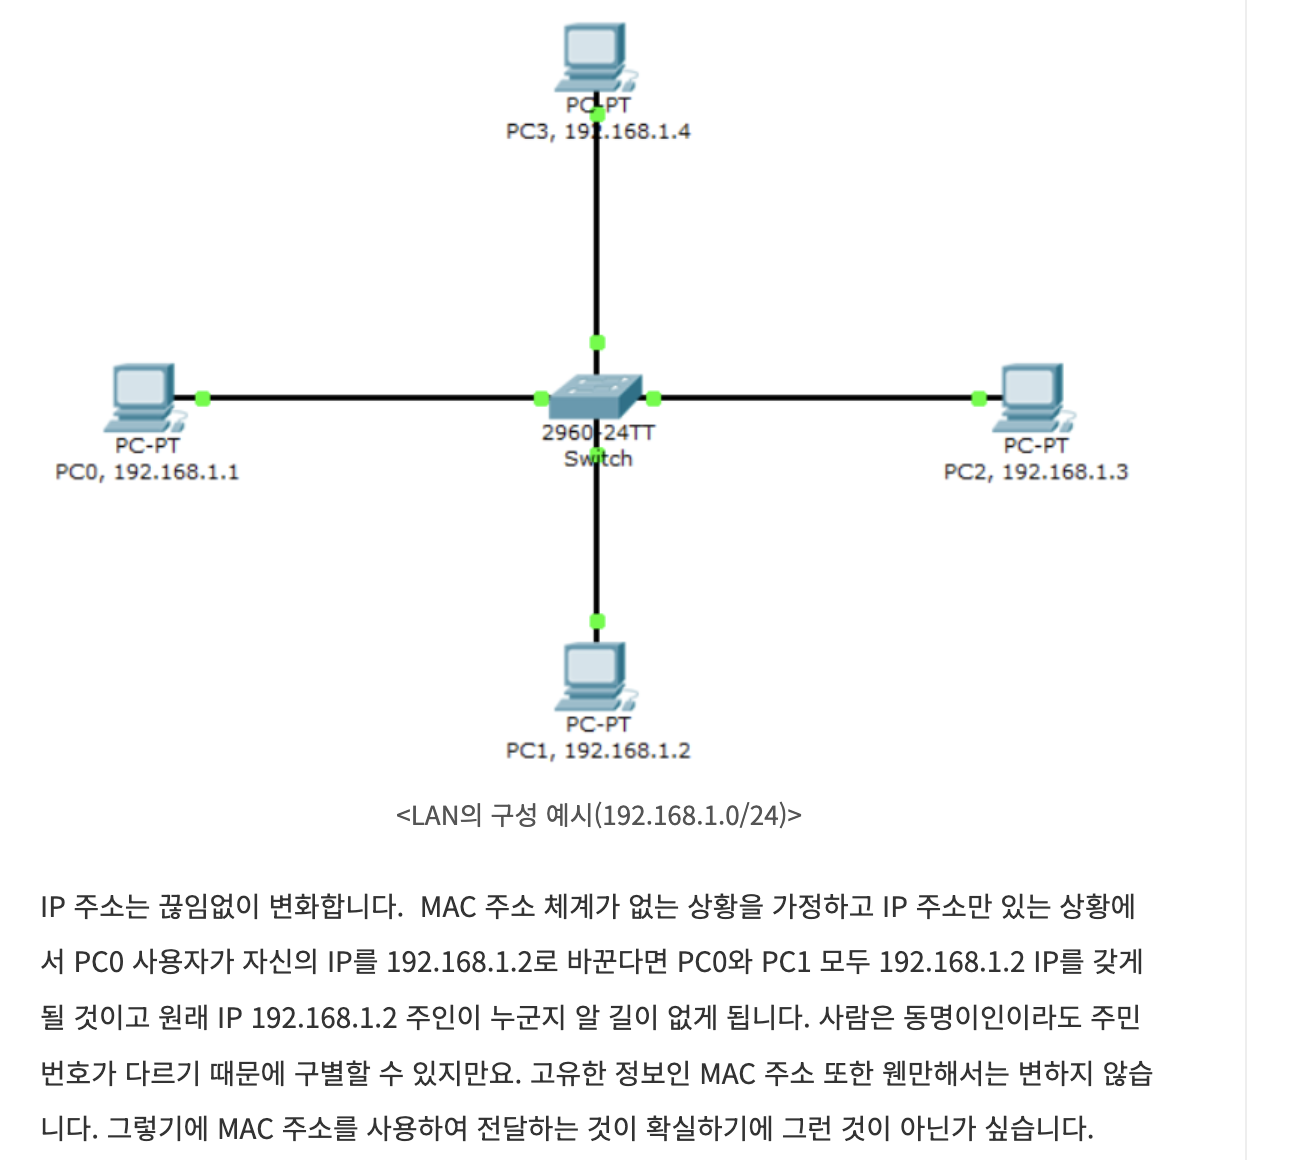 PC-PT
PC3, 192.168.1.4
PC-PT
PC0, 192.168.1.1
2960-24TT
Switch
PC-PT
PC2, 192.168.1.3
PC-PT
PC1, 192.168.1.2
<LAN의 구성 예시(192.168.1.0/24)>
IP 주소는 끊임없이 변화합니다.  MAC 주소 체계가 없는 상황을 가정하고 IP 주소만 있는 상황에
서 PC0 사용자가 자신의 IP를 192.168.1.2로 바꾼다면 PC0와 PC1 모두 192.168.1.2 IP를 갖게
될 것이고 원래 IP 192.168.1.2 주인이 누군지 알 길이 없게 됩니다. 사람은 동명이인이라도 주민
번호가 다르기 때문에 구별할 수 있지만요. 고유한 정보인 MAC 주소 또한 웬만해서는 변하지 않습
니다. 그렇기에 MAC 주소를 사용하여 전달하는 것이 확실하기에 그런 것이 아닌가 싶습니다.